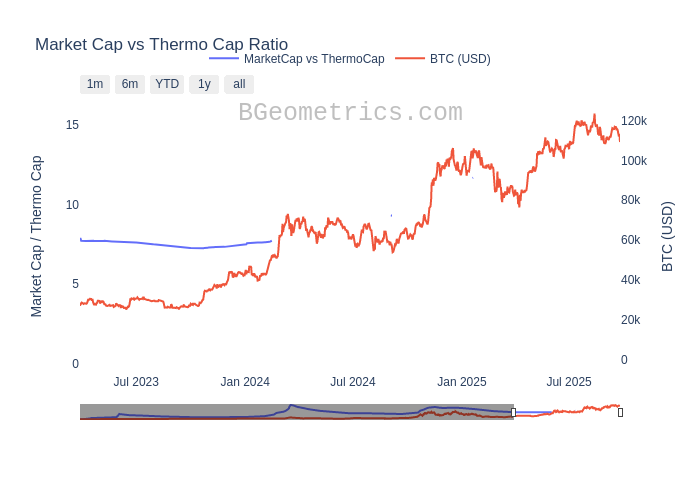 Market Cap vs Thermo Cap Ratio
MarketCap vs ThermoCap BTC (USD)
1m 6m YTD 1y all
BGeometrics.com
15
10
5
0
Market Cap / Thermo Cap
120k
100k
80k
60k
40k
20k
0
BTC (USD)
Jul 2023 Jan 2024 Jul 2024 Jan 2025 Jul 2025